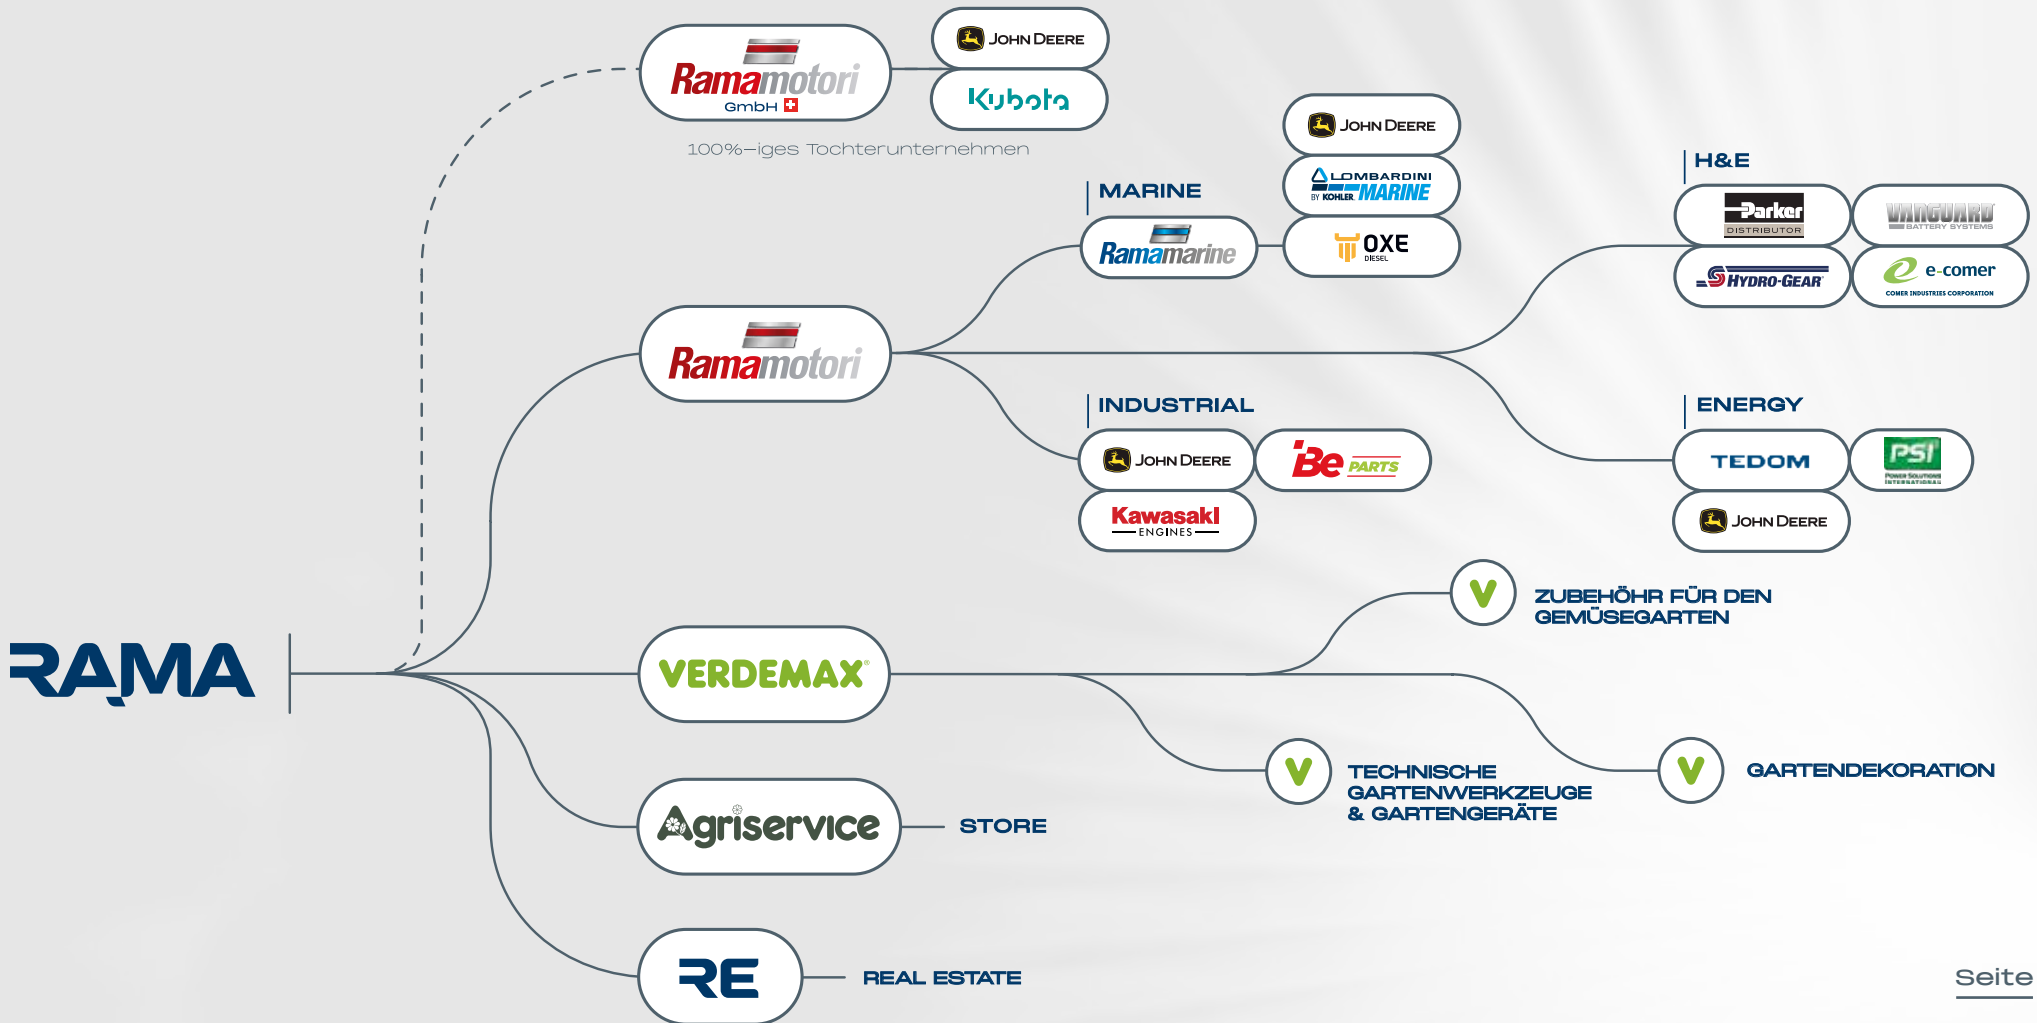 Ramamotori
GmbH
JOHN DEERE
Kubota
100%-iges Tochterunternehmen
MARINE
Ramamarine
JOHN DEERE
LOMBARDINI
BY KOHLER. MARINE
OXE
DIESEL
H&E
Parker
DISTRIBUTOR
VANGUARD
BATTERY SYSTEMS
HYDRO-GEAR
e-comer
COMER INDUSTRIES CORPORATION
Ramamotori
INDUSTRIAL
JOHN DEERE
Be PARTS
Kawasaki
ENGINES
ENERGY
TEDOM
PSI
POWER SOLUTIONS
INTERNATIONAL
JOHN DEERE
RAMA
VERDEMAX®
V
ZUBEHÖHR FÜR DEN
GEMÜSEGARTEN
V
TECHNISCHE
GARTENWERKZEUGE
& GARTENGERÄTE
V
GARTENDEKORATION
Agriservice
STORE
RE
REAL ESTATE
Seite